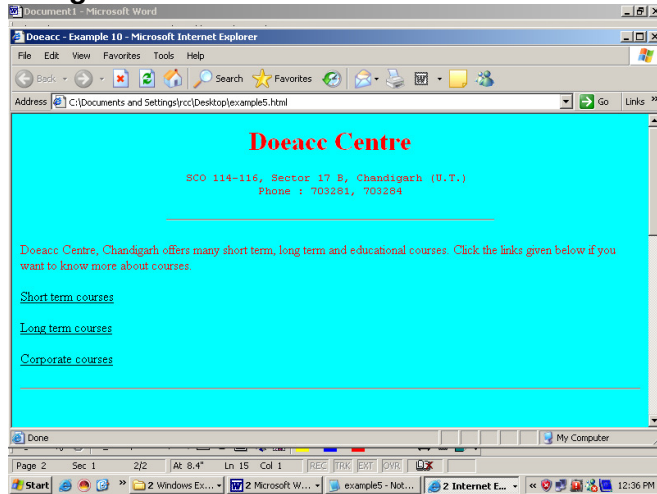 Document1 - Microsoft Word
Doeacc - Example 10 - Microsoft Internet Explorer
File Edit View Favorites Tools Help
Back Search Favorites
Address C:\Documents and Settings\rcc\Desktop\example5.html Go Links »
Doeacc Centre
SCO 114-116, Sector 17 B, Chandigarh (U.T.)
Phone : 703281, 703284
Doeacc Centre, Chandigarh offers many short term, long term and educational courses. Click the links given below if you
want to know more about courses.
Short term courses
Long term courses
Corporate courses
Done My Computer
Page 2 Sec 1 2/2 At 8.4" Ln 15 Col 1 REC TRK EXT OVR
Start » 2 Windows Ex... 2 Microsoft W... example5 - Not... 2 Internet E... « 12:36 PM